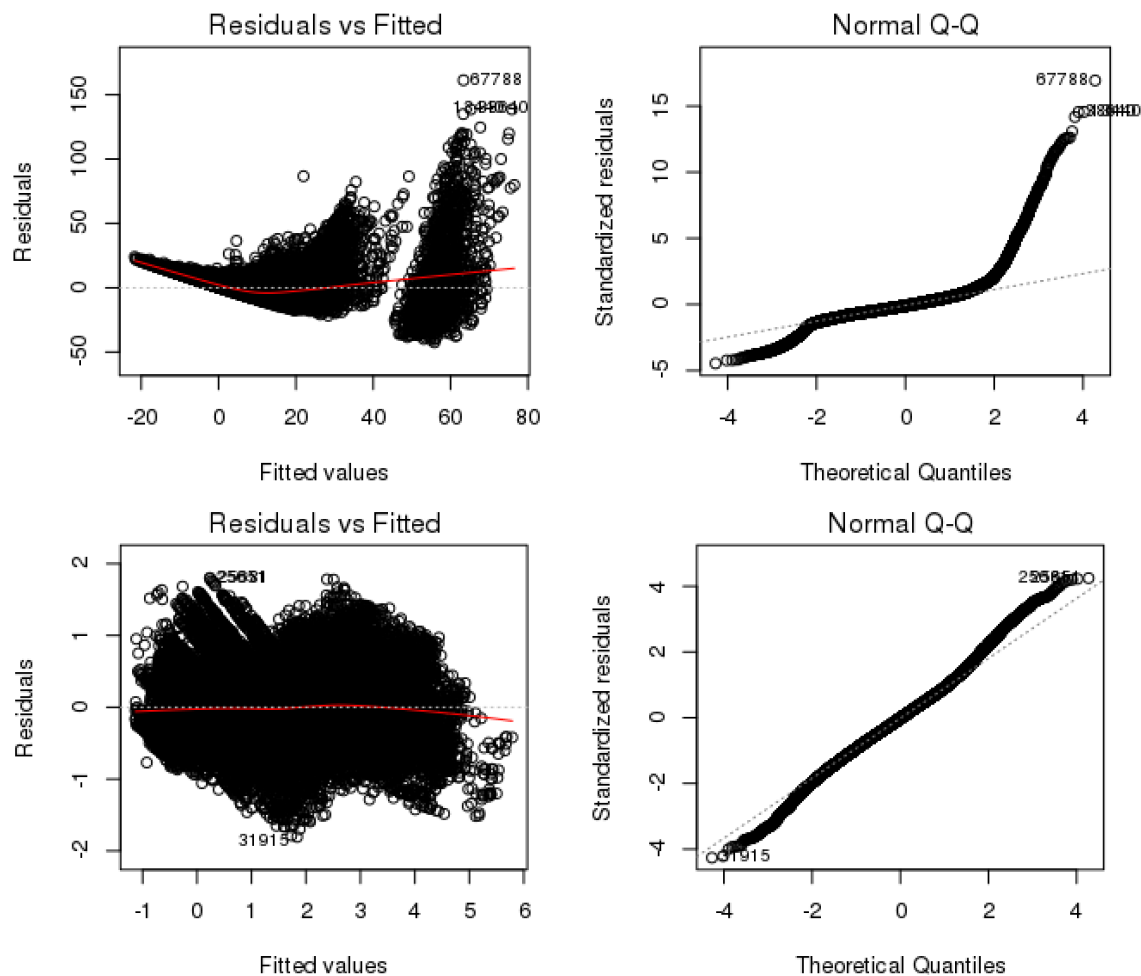 Residuals vs Fitted
Residuals
150
100
50
0
-50
67788
-20 0 20 40 60 80
Fitted values
Normal Q-Q
Standardized residuals
15
10
5
0
-5
67788
-4 -2 0 2 4
Theoretical Quantiles
Residuals vs Fitted
Residuals
2
1
0
-1
-2
31915
-1 0 1 2 3 4 5 6
Fitted values
Normal Q-Q
Standardized residuals
4
2
0
-2
-4
31915
-4 -2 0 2 4
Theoretical Quantiles